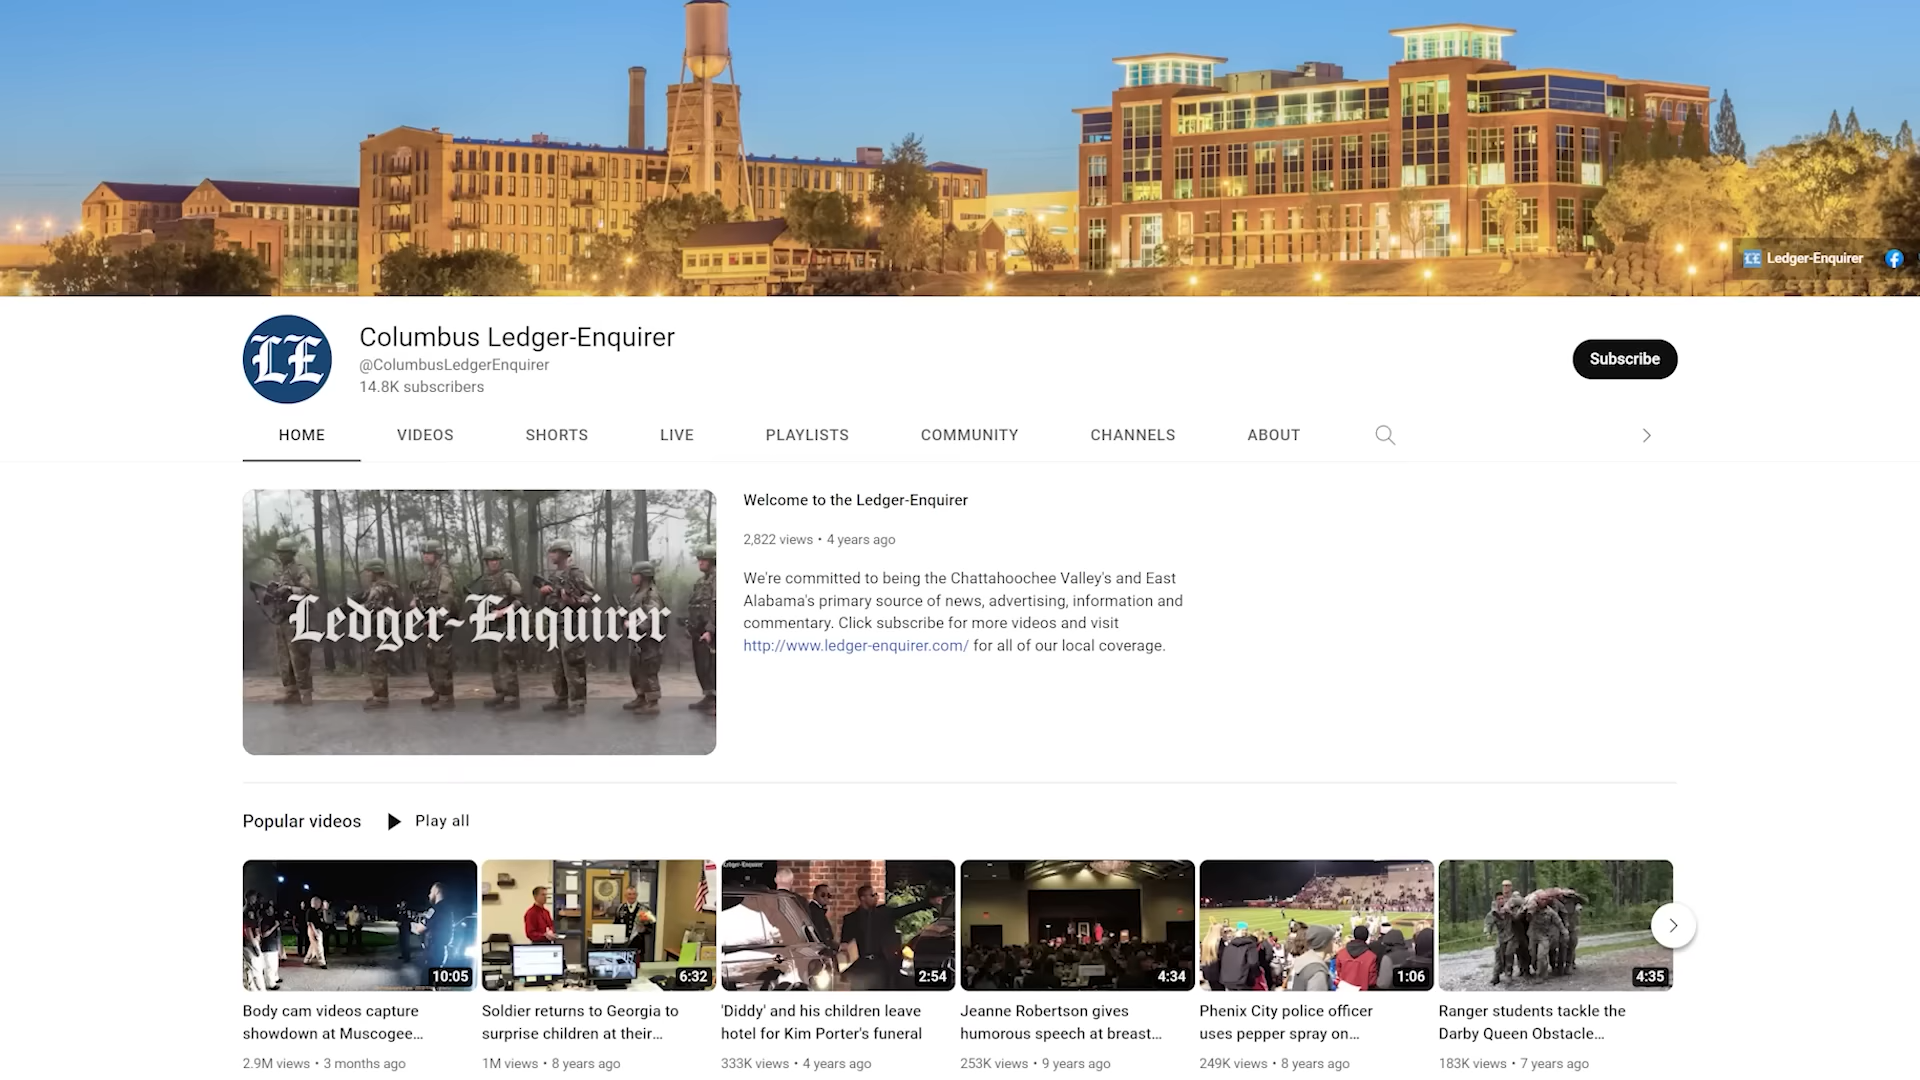 Ledger-Enquirer
LE
Columbus Ledger-Enquirer
@ColumbusLedgerEnquirer
14.8K subscribers
Subscribe
HOME VIDEOS SHORTS LIVE PLAYLISTS COMMUNITY CHANNELS ABOUT
Ledger-Enquirer
Welcome to the Ledger-Enquirer
2,822 views • 4 years ago
We're committed to being the Chattahoochee Valley's and East
Alabama's primary source of news, advertising, information and
commentary. Click subscribe for more videos and visit
http://www.ledger-enquirer.com/ for all of our local coverage.
Popular videos Play all
10:05
Body cam videos capture
showdown at Muscogee...
2.9M views • 3 months ago
6:32
Soldier returns to Georgia to
surprise children at their...
1M views • 8 years ago
Ledger-Enquirer
2:54
'Diddy' and his children leave
hotel for Kim Porter's funeral
333K views • 4 years ago
4:34
Jeanne Robertson gives
humorous speech at breast...
253K views • 9 years ago
1:06
Phenix City police officer
uses pepper spray on...
249K views • 8 years ago
4:35
Ranger students tackle the
Darby Queen Obstacle...
183K views • 7 years ago